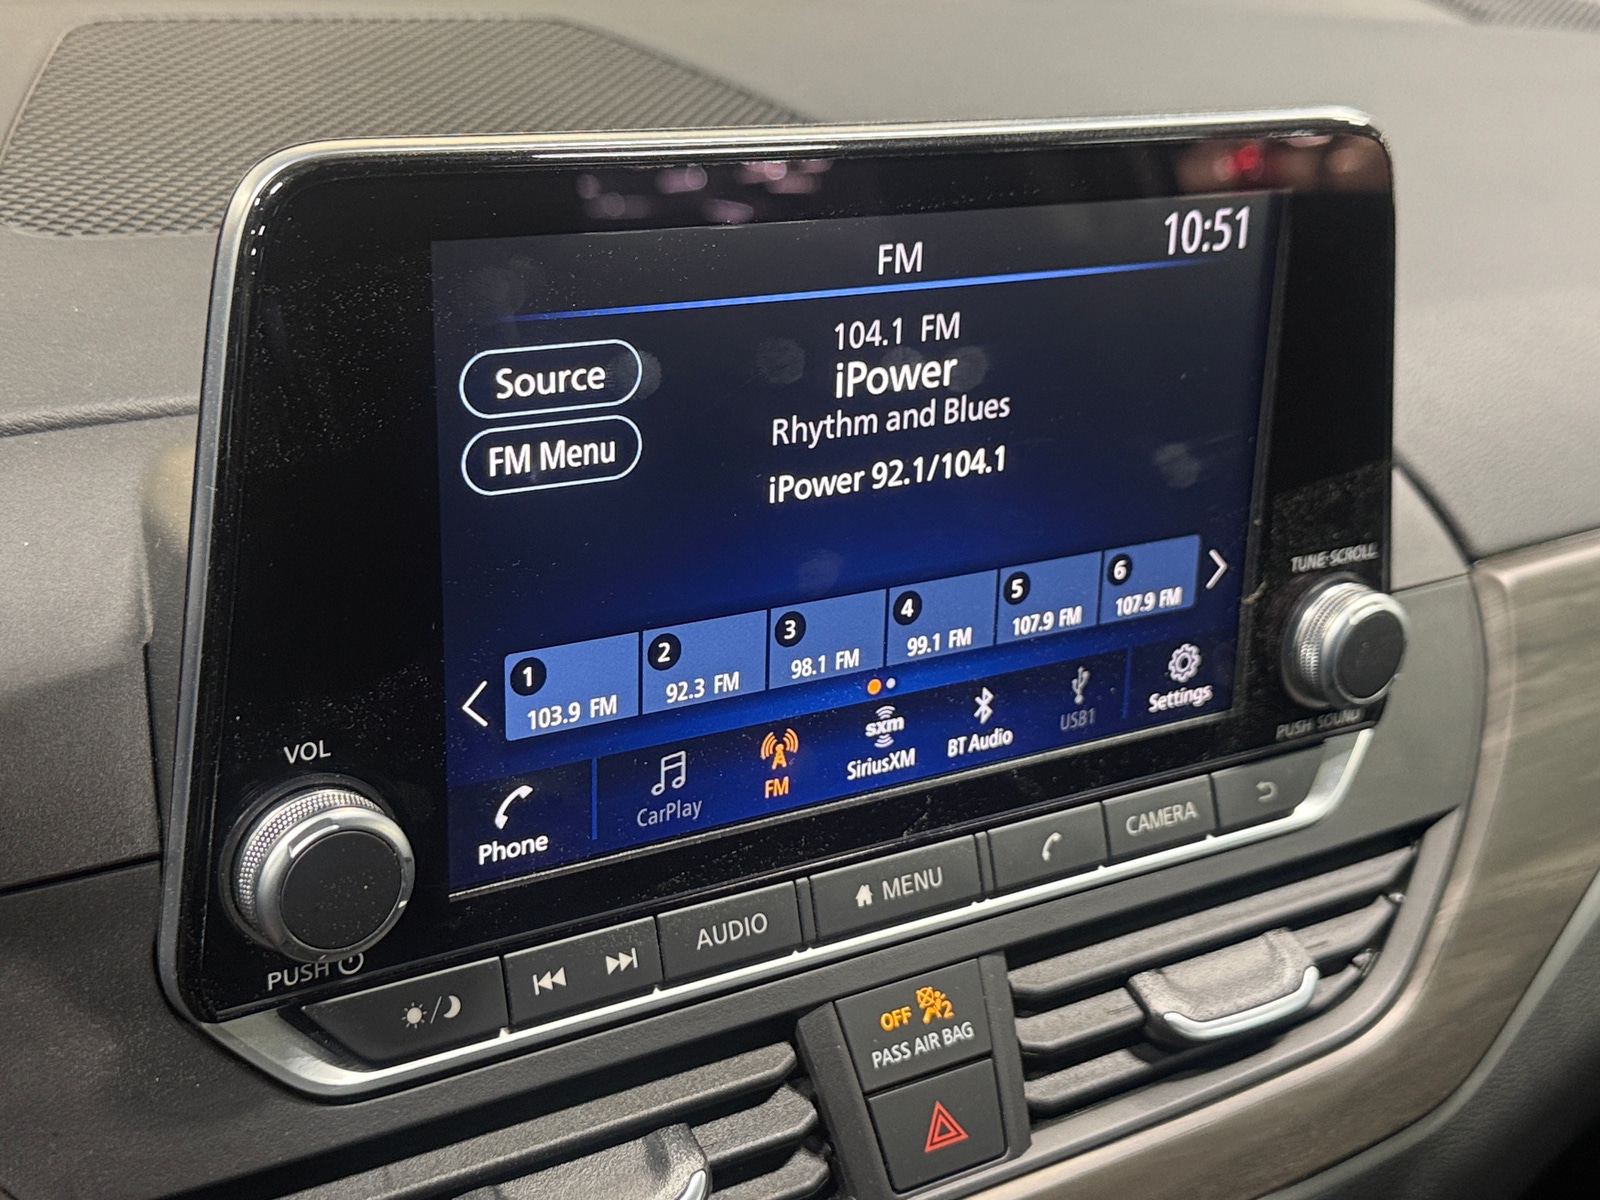 10:51
FM
104.1 FM
iPower
Rhythm and Blues
iPower 92.1/104.1
Source
FM Menu
1
103.9 FM
2
92.3 FM
3
98.1 FM
4
99.1 FM
5
107.9 FM
6
107.9 FM
Phone
CarPlay
FM
sxm
SiriusXM
BT Audio
USB1
Settings
VOL
PUSH
TUNE·SCROLL
PUSH SOUND
AUDIO
MENU
CAMERA
OFF 2
PASS AIR BAG